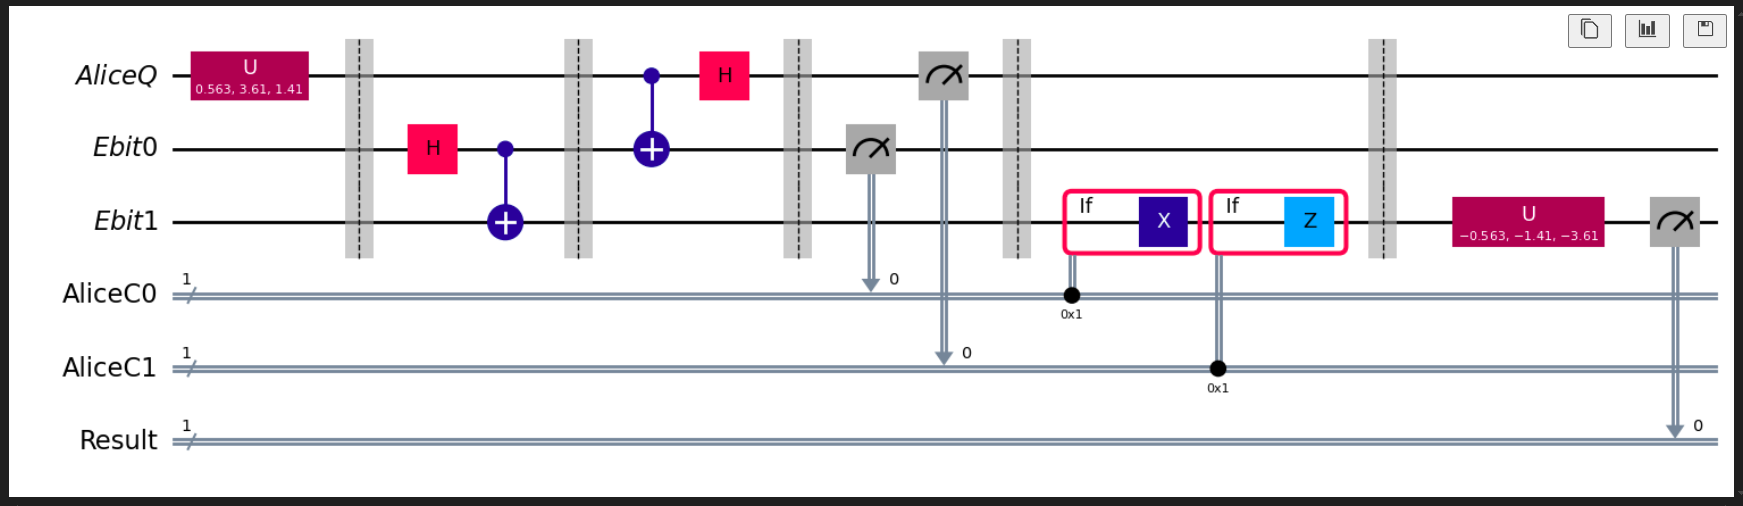 AliceQ
U
0.563, 3.61, 1.41
H
Ebit0
H
Ebit1
If
X
If
Z
U
−0.563, −1.41, −3.61
AliceC0
1
0
0x1
AliceC1
1
0
0x1
Result
1
0